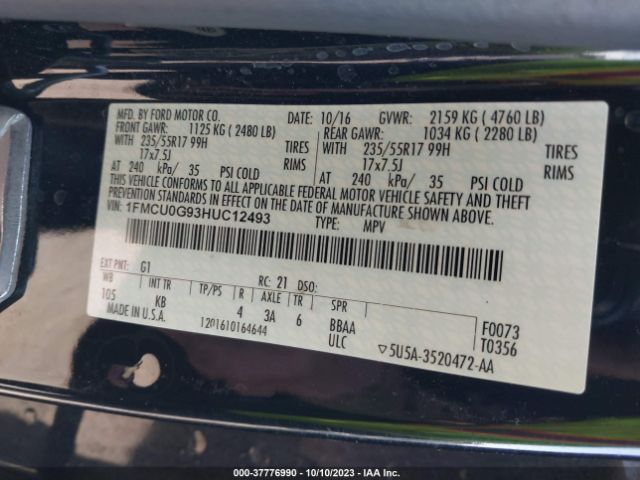 MFD. BY FORD MOTOR CO. DATE: 10/16 GVWR: 2159 KG (4760 LB)
FRONT GAWR: 1125 KG (2480 LB) REAR GAWR: 1034 KG (2280 LB)
WITH 235/55R17 99H TIRES WITH 235/55R17 99H TIRES
17x7.5J RIMS 17x7.5J RIMS
AT 240 kPa/ 35 PSI COLD AT 240 kPa/ 35 PSI COLD
THIS VEHICLE CONFORMS TO ALL APPLICABLE FEDERAL MOTOR VEHICLE SAFETY AND THEFT
PREVENTION STANDARDS IN EFFECT ON THE DATE OF MANUFACTURE SHOWN ABOVE.
VIN: 1FMCU0G93HUC12493 TYPE: MPV
EXT PNT: G1 RC: 21 DSO:
WB INT TR TP/PS R AXLE TR SPR
105 KB 4 3A 6 BBAA F0073
MADE IN U.S.A. 1201610164644 ULC T0356
▽5U5A-3520472-AA
000-37776990 | 10/10/2023 | IAA Inc.